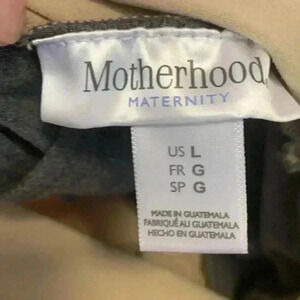 Motherhood
MATERNITY
US L
FR G
SP G
MADE IN GUATEMALA
FABRIQUÉ AU GUATEMALA
HECHO EN GUATEMALA